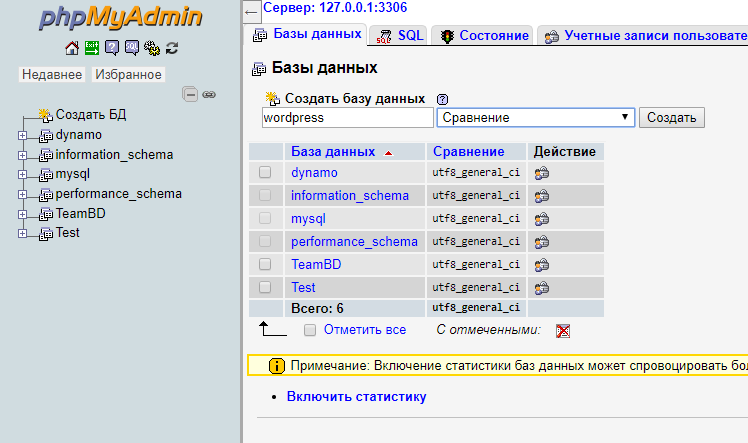 phpMyAdmin
Недавнее Избранное
Создать БД
dynamo
information_schema
mysql
performance_schema
TeamBD
Test
Сервер: 127.0.0.1:3306
Базы данных SQL Состояние Учетные записи пользовате
Базы данных
Создать базу данных
wordpress Сравнение Создать
База данных Сравнение Действие
dynamo utf8_general_ci
information_schema utf8_general_ci
mysql utf8_general_ci
performance_schema utf8_general_ci
TeamBD utf8_general_ci
Test utf8_general_ci
Всего: 6 utf8_general_ci
Отметить все С отмеченными:
Примечание: Включение статистики баз данных может спровоцировать бол
Включить статистику